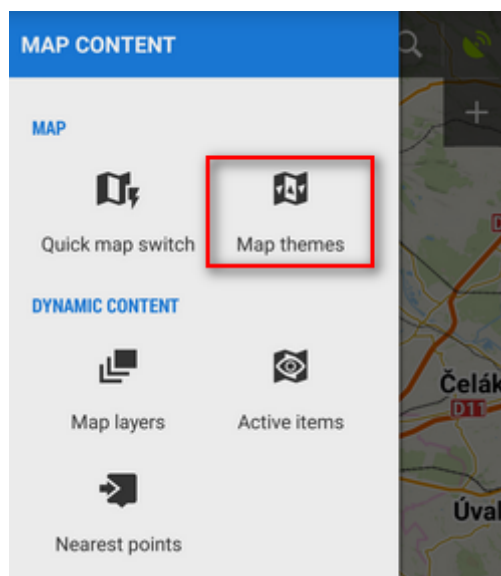 MAP CONTENT
MAP
Quick map switch
Map themes
DYNAMIC CONTENT
Map layers
Active items
Čelák
D11
Úval
Nearest points